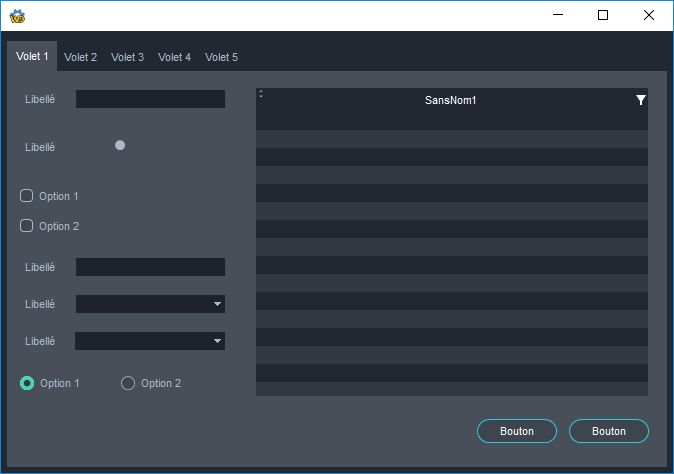 Volet 1 Volet 2 Volet 3 Volet 4 Volet 5
Libellé
SansNom1
Libellé
Option 1
Option 2
Libellé
Libellé
Libellé
Option 1 Option 2
Bouton Bouton